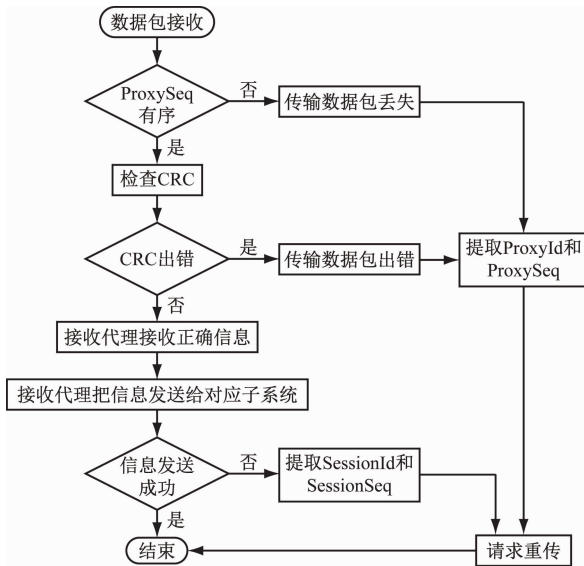 数据包接收
ProxySeq
有序
否
传输数据包丢失
是
检查CRC
CRC出错
是
传输数据包出错
提取ProxyId和
ProxySeq
否
接收代理接收正确信息
接收代理把信息发送给对应子系统
信息发送
成功
否
提取SessionId和
SessionSeq
是
结束
请求重传